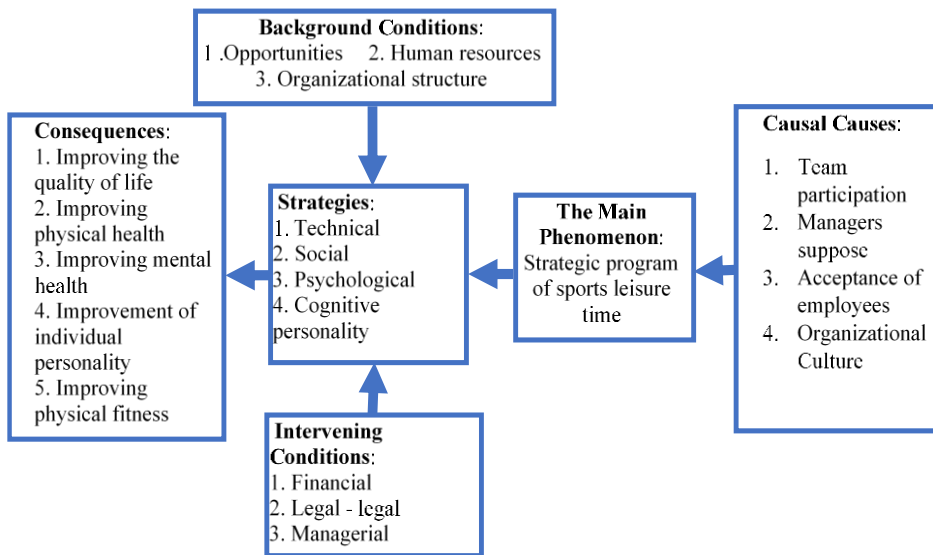 Background Conditions:
1 .Opportunities 2. Human resources
3. Organizational structure
Consequences:
1. Improving the
quality of life
2. Improving
physical health
3. Improving mental
health
4. Improvement of
individual
personality
5. Improving
physical fitness
Strategies:
1. Technical
2. Social
3. Psychological
4. Cognitive
personality
The Main
Phenomenon:
Strategic program
of sports leisure
time
Causal Causes:
1. Team
participation
2. Managers
suppose
3. Acceptance of
employees
4. Organizational
Culture
Intervening
Conditions:
1. Financial
2. Legal - legal
3. Managerial